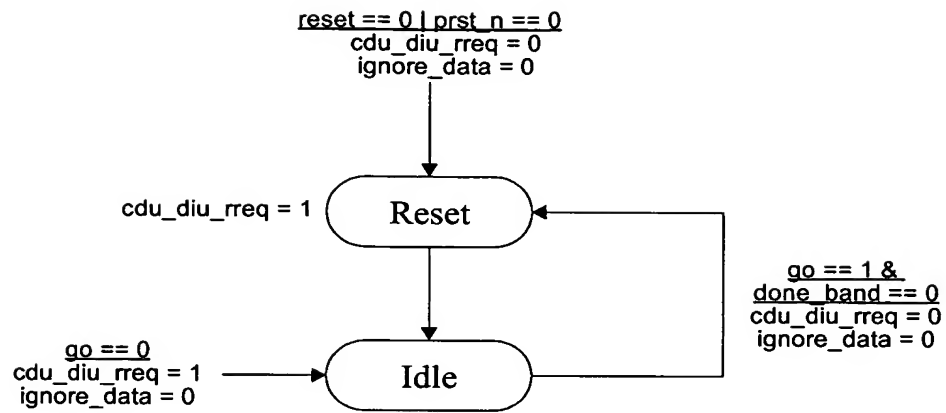 reset == 0 | prst_n == 0
cdu_diu_rreq = 0
ignore_data = 0
cdu_diu_rreq = 1
Reset
go == 1 &
done_band == 0
cdu_diu_rreq = 0
ignore_data = 0
go == 0
cdu_diu_rreq = 1
ignore_data = 0
Idle